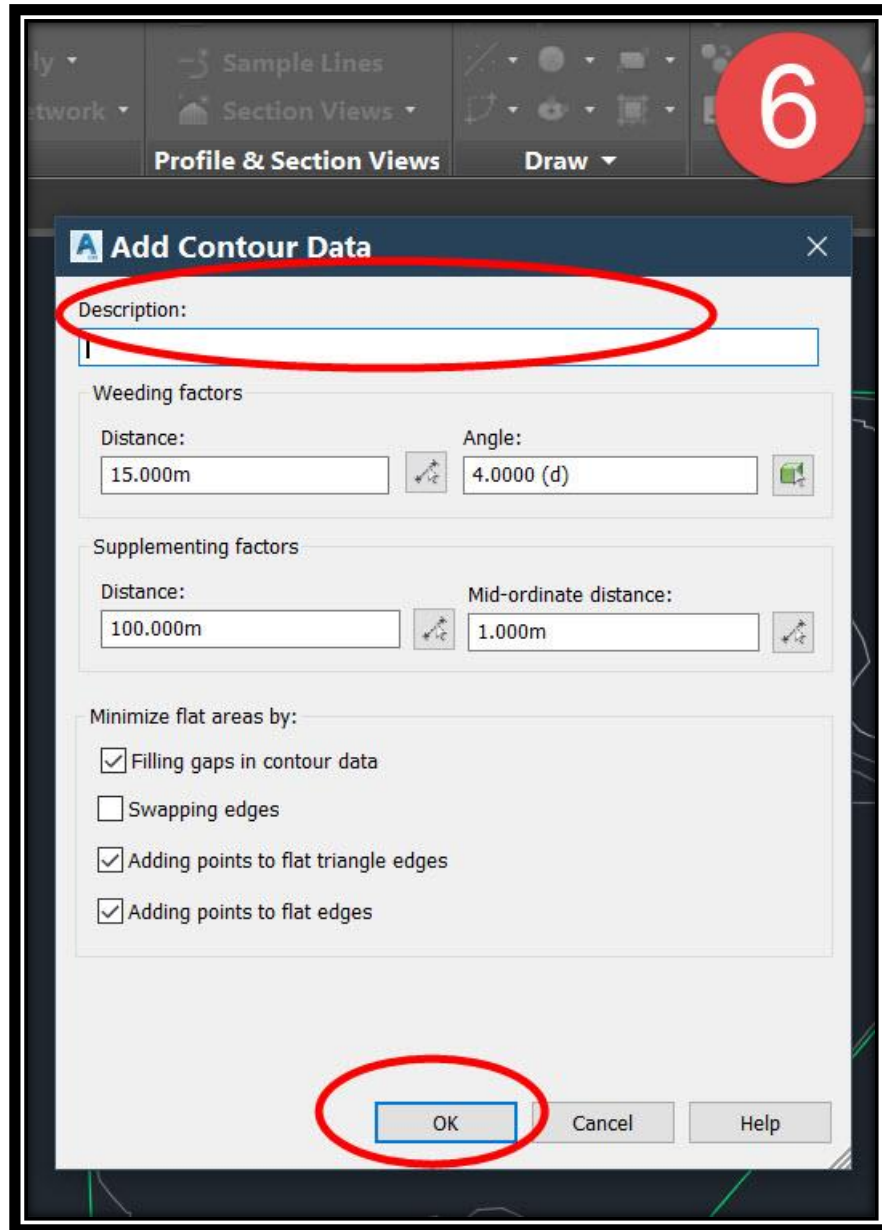 ly
Sample Lines
6
etwork
Section Views
Profile & Section Views
Draw
Add Contour Data
Description:
Weeding factors
Distance:
Angle:
15.000m
4.0000 (d)
Supplementing factors
Distance:
Mid-ordinate distance:
100.000m
1.000m
Minimize flat areas by:
Filling gaps in contour data
Swapping edges
Adding points to flat triangle edges
Adding points to flat edges
OK
Cancel
Help